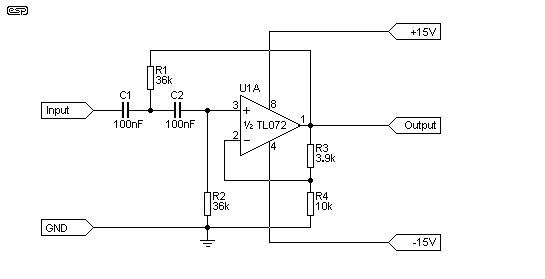 esp
+15V
R1
36k
U1A
C1
C2
8
Input
3
+
1
½ TL072
Output
100nF
100nF
2
−
4
R3
3.9k
R2
36k
R4
10k
GND
-15V